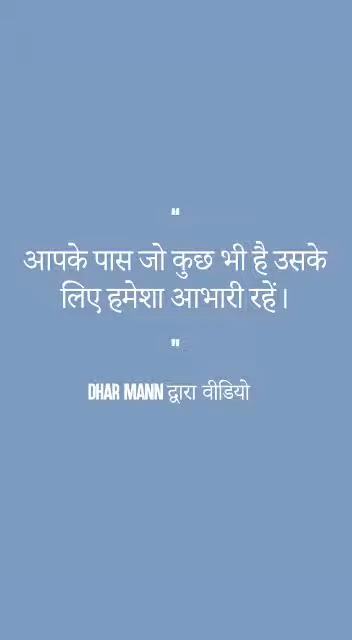 "
आपके पास जो कुछ भी है उसके
लिए हमेशा आभारी रहें।
"
DHAR MANN द्वारा वीडियो